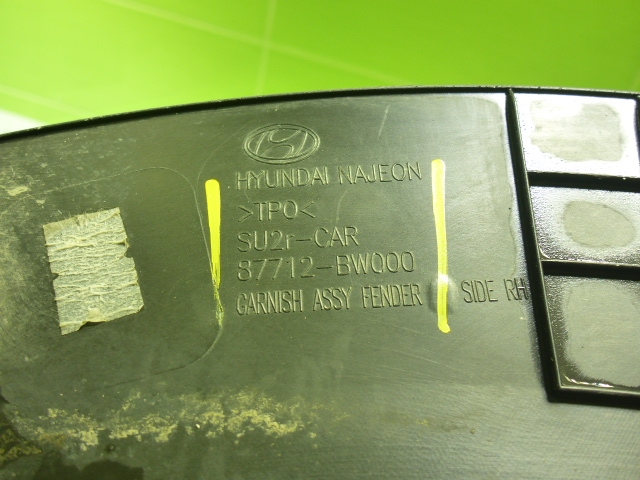 HYUNDAI NAJEON
>TPO<
SU2r-CAR
87712-BW000
GARNISH ASSY FENDER SIDE RH